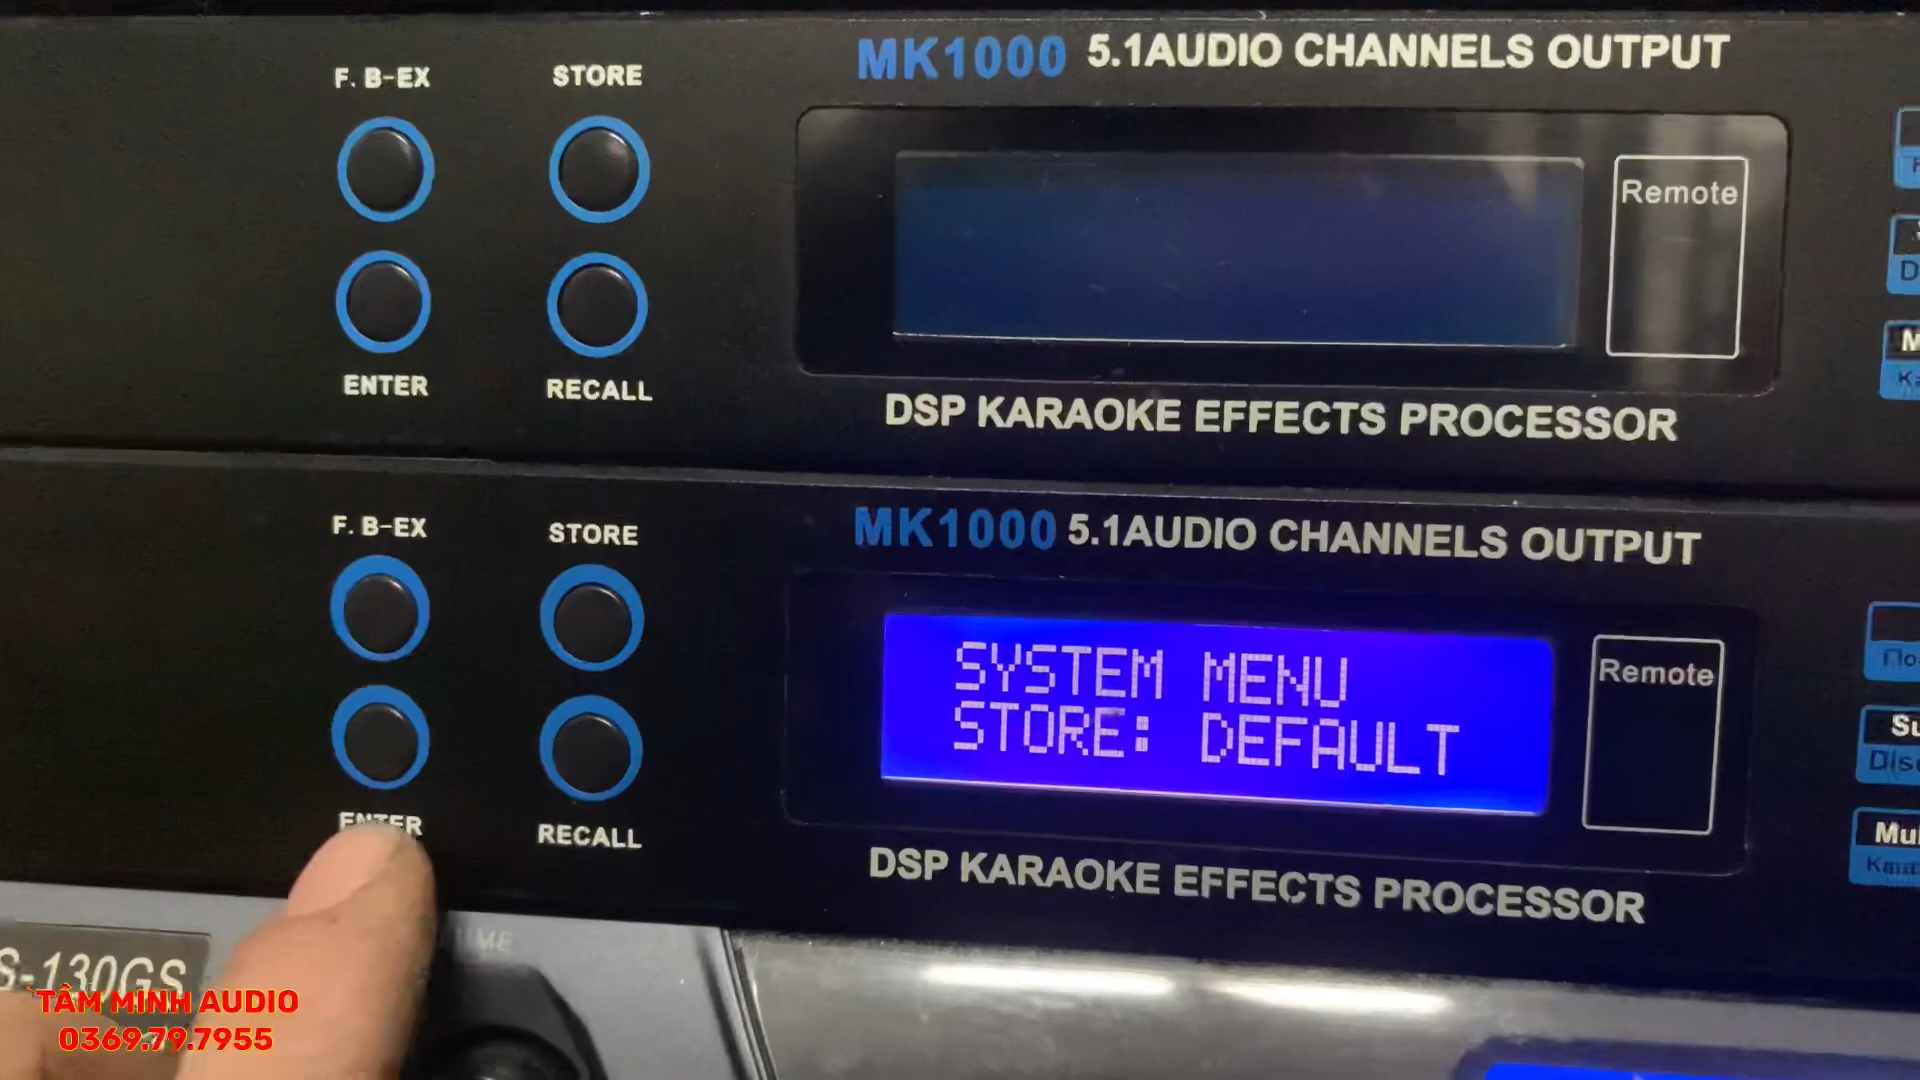 MK1000 5.1AUDIO CHANNELS OUTPUT
F. B-EX STORE
Remote
ENTER RECALL
DSP KARAOKE EFFECTS PROCESSOR
MK1000 5.1AUDIO CHANNELS OUTPUT
F. B-EX STORE
SYSTEM MENU
STORE: DEFAULT
Remote
ENTER RECALL
DSP KARAOKE EFFECTS PROCESSOR
S-130GS
TÂM MINH AUDIO
0369.79.7955